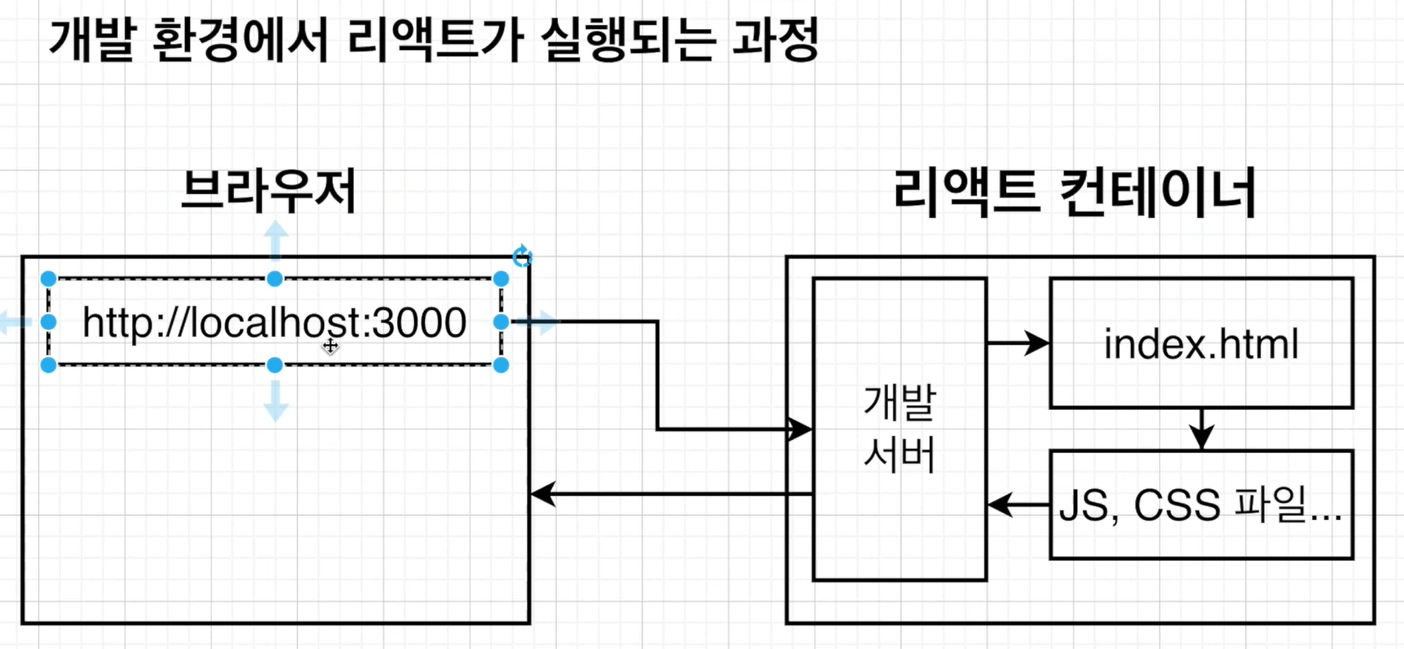 개발 환경에서 리액트가 실행되는 과정
브라우저
리액트 컨테이너
http://localhost:3000
개발
서버
index.html
JS, CSS 파일...